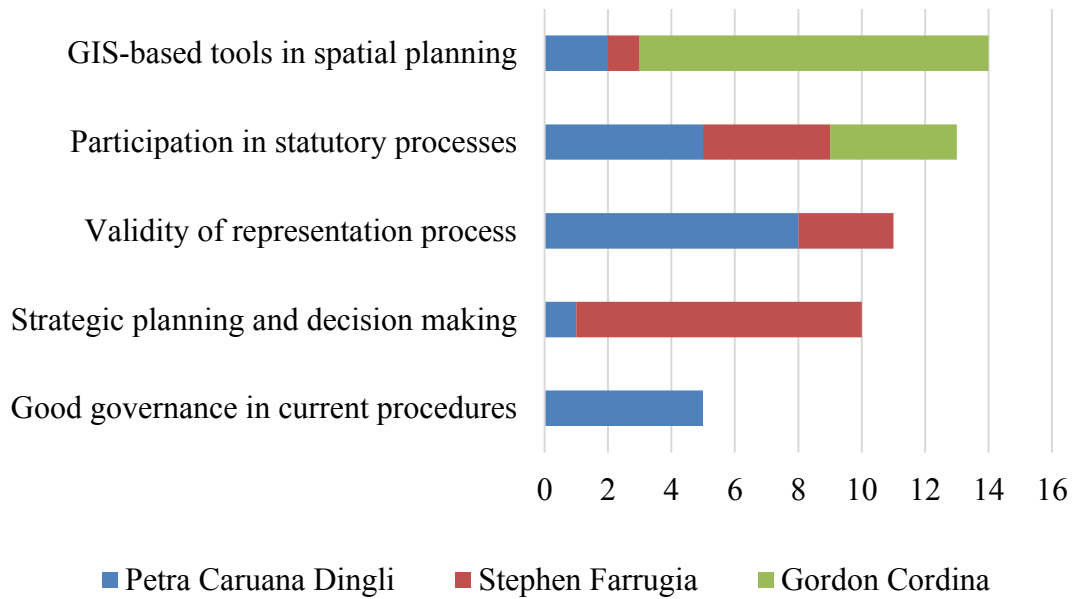 GIS-based tools in spatial planning
Participation in statutory processes
Validity of representation process
Strategic planning and decision making
Good governance in current procedures
0 2 4 6 8 10 12 14 16
Petra Caruana Dingli Stephen Farrugia Gordon Cordina